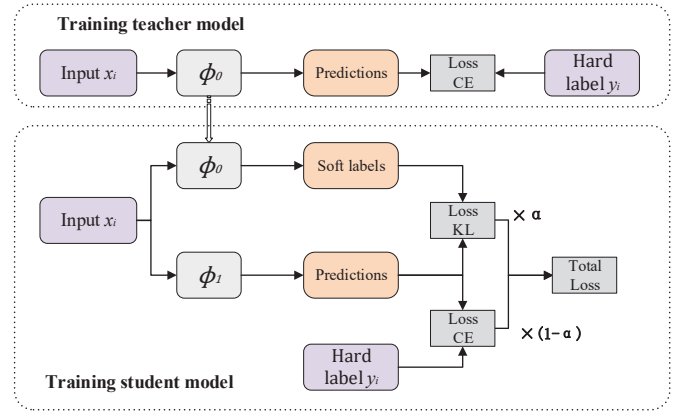 Training teacher model
Input xᵢ
ϕ₀
Predictions
Loss
CE
Hard
label yᵢ
ϕ₀
Soft labels
Input xᵢ
Loss
KL
× α
ϕ₁
Predictions
Total
Loss
Loss
CE
×(1-α)
Hard
label yᵢ
Training student model